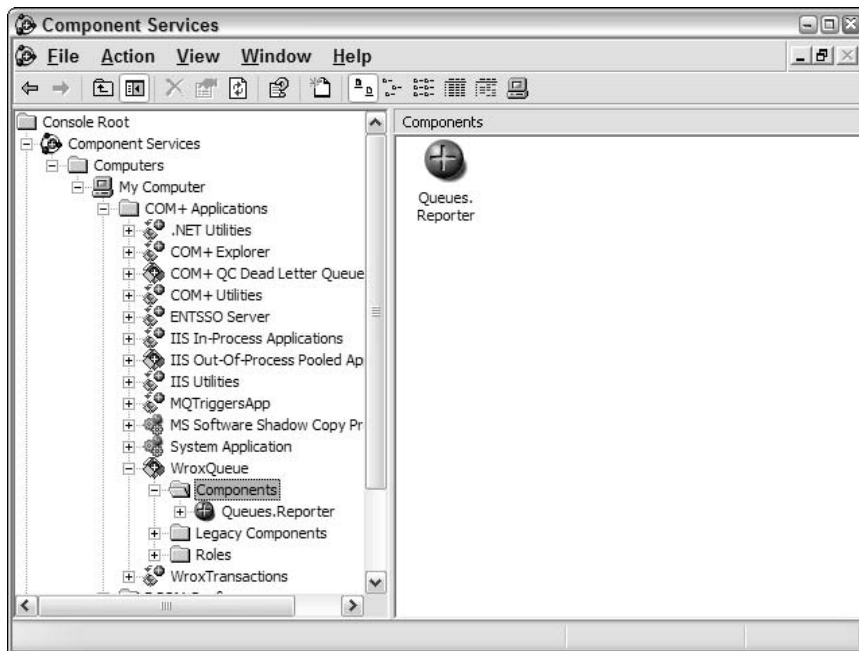 Component Services
File Action View Window Help
Console Root
Component Services
Computers
My Computer
COM+ Applications
.NET Utilities
COM+ Explorer
COM+ QC Dead Letter Queue
COM+ Utilities
ENTSSO Server
IIS In-Process Applications
IIS Out-Of-Process Pooled Ap
IIS Utilities
MQTriggersApp
MS Software Shadow Copy Pr
System Application
WroxQueue
Components
Queues.Reporter
Legacy Components
Roles
WroxTransactions
Components
Queues.
Reporter